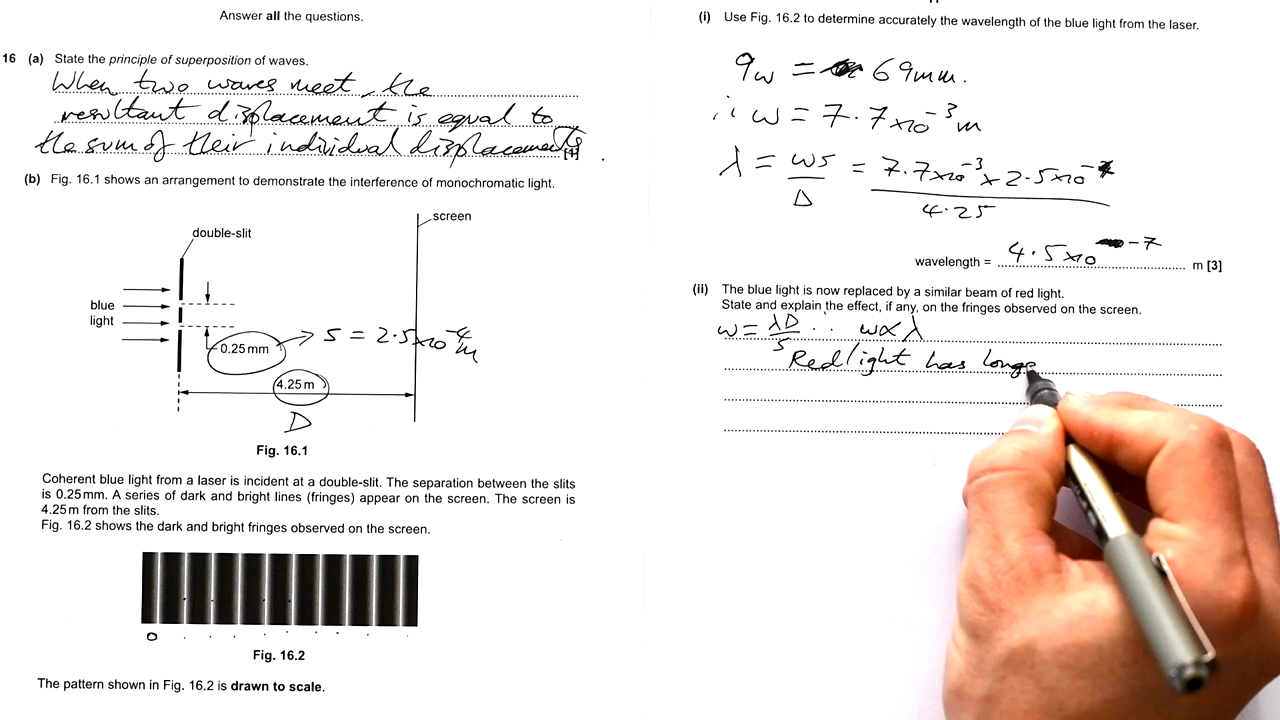 Answer all the questions.
16 (a) State the principle of superposition of waves.
When two waves meet, the
resultant displacement is equal to
the sum of their individual displacements
[1]
(b) Fig. 16.1 shows an arrangement to demonstrate the interference of monochromatic light.
screen
double-slit
blue
light
0.25 mm → s = 2.5×10⁻⁴ m
4.25 m
D
Fig. 16.1
Coherent blue light from a laser is incident at a double-slit. The separation between the slits
is 0.25 mm. A series of dark and bright lines (fringes) appear on the screen. The screen is
4.25 m from the slits.
Fig. 16.2 shows the dark and bright fringes observed on the screen.
0
Fig. 16.2
The pattern shown in Fig. 16.2 is drawn to scale.
(i) Use Fig. 16.2 to determine accurately the wavelength of the blue light from the laser.
9w = 69mm.
∴ w = 7.7×10⁻³ m
λ = ws/D = 7.7×10⁻³ × 2.5×10⁻⁴ / 4.25
wavelength = 4.5×10⁻⁷ m [3]
(ii) The blue light is now replaced by a similar beam of red light.
State and explain the effect, if any, on the fringes observed on the screen.
w = λD/s ∴ w ∝ λ
Red light has longe